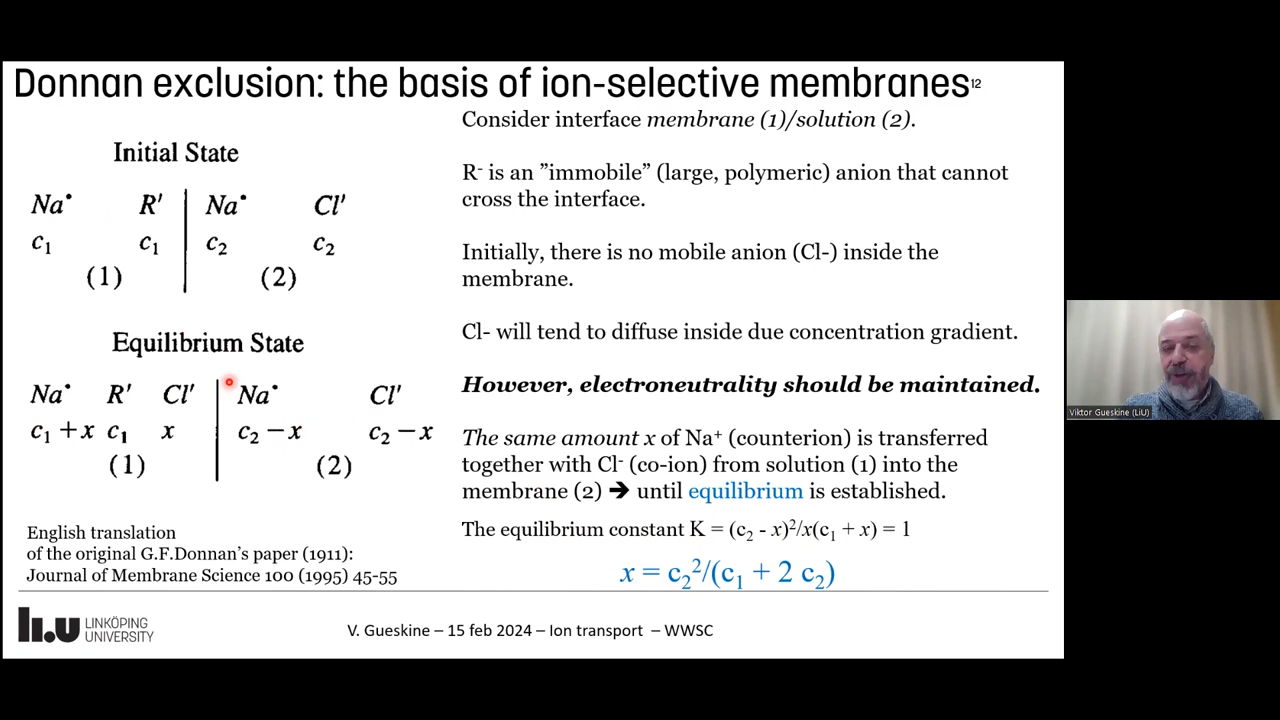 Donnan exclusion: the basis of ion-selective membranes12
Initial State
Na• R′ Na• Cl′
c₁ c₁ c₂ c₂
(1) (2)
Equilibrium State
Na• R′ Cl′ Na• Cl′
c₁ + x c₁ x c₂ − x c₂ − x
(1) (2)
English translation
of the original G.F.Donnan's paper (1911):
Journal of Membrane Science 100 (1995) 45-55
Consider interface membrane (1)/solution (2).
R⁻ is an ”immobile” (large, polymeric) anion that cannot
cross the interface.
Initially, there is no mobile anion (Cl-) inside the
membrane.
Cl- will tend to diffuse inside due concentration gradient.
However, electroneutrality should be maintained.
The same amount x of Na⁺ (counterion) is transferred
together with Cl⁻ (co-ion) from solution (1) into the
membrane (2) ➔ until equilibrium is established.
The equilibrium constant K = (c₂ - x)²/x(c₁ + x) = 1
x = c₂²/(c₁ + 2 c₂)
li.u LINKÖPING
UNIVERSITY
V. Gueskine – 15 feb 2024 – Ion transport – WWSC
Viktor Gueskine (LiU)